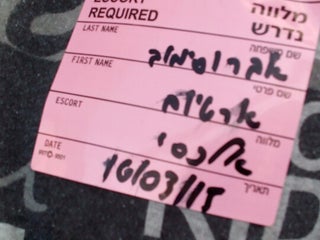 ESCORT מלווה
REQUIRED נדרש
LAST NAME שם משפחה
אברוסימוב
FIRST NAME שם פרטי
ארטיום
ESCORT מלווה
אלכסי
DATE תאריך
16/03/15